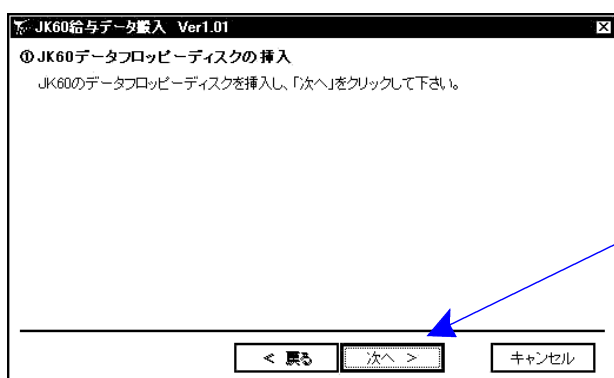 JK60給与データ搬入 Ver1.01
①JK60データフロッピーディスクの挿入
JK60のデータフロッピーディスクを挿入し、「次へ」をクリックして下さい。
< 戻る
次へ >
キャンセル